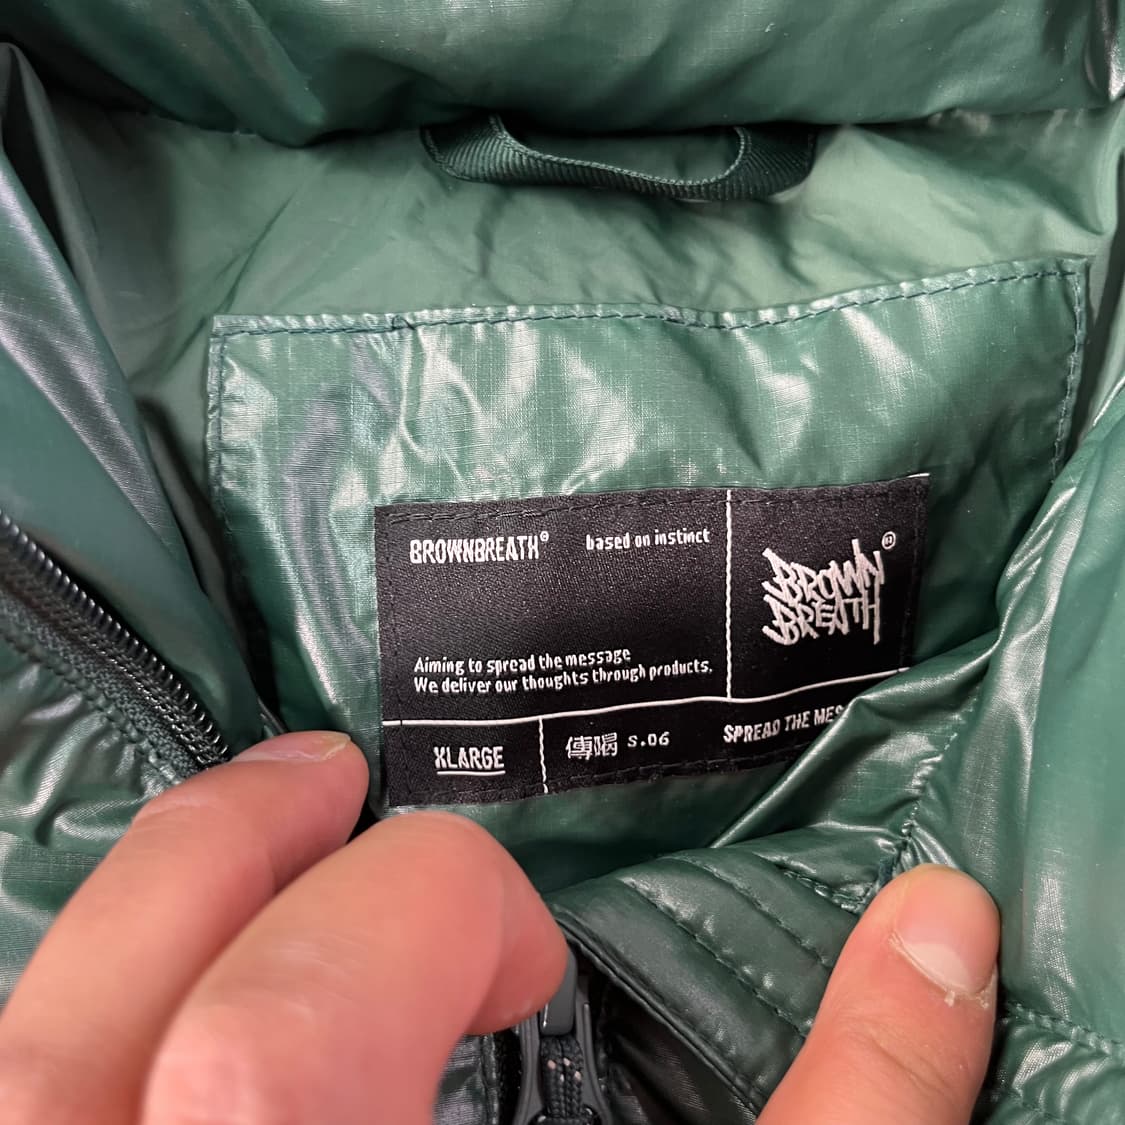 BROWNBREATH® based on instinct
BROWN
BREATH
Aiming to spread the message
We deliver our thoughts through products.
XLARGE
傳喝 S.06
SPREAD THE MES